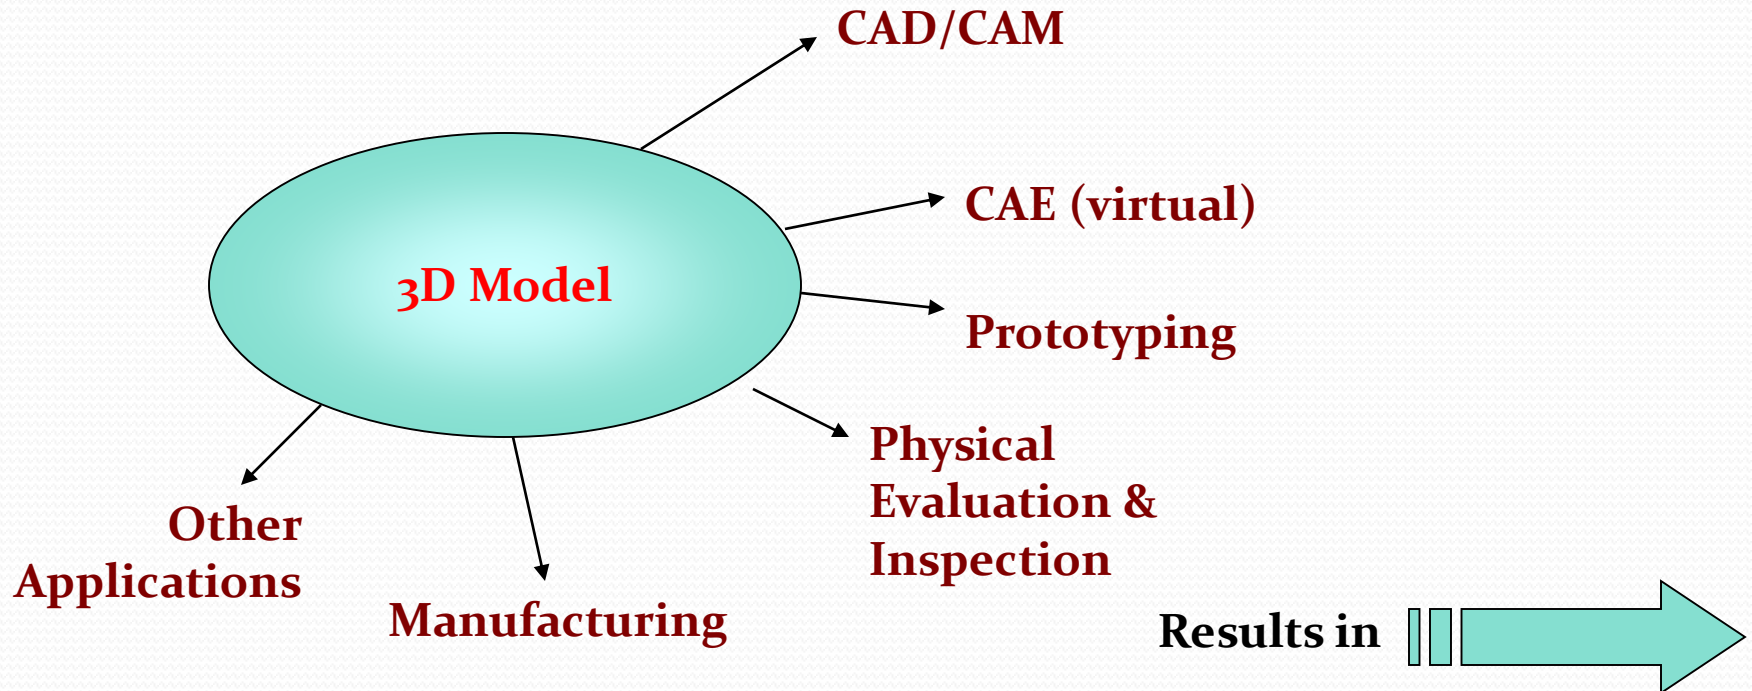 CAD/CAM
CAE (virtual)
3D Model
Prototyping
Physical
Evaluation &
Inspection
Other
Applications
Manufacturing
Results in